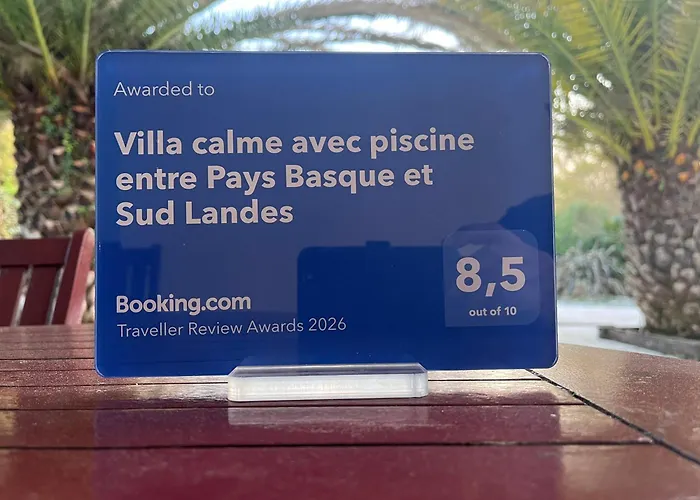 Awarded to
Villa calme avec piscine
entre Pays Basque et
Sud Landes
8,5
out of 10
Booking.com
Traveller Review Awards 2026